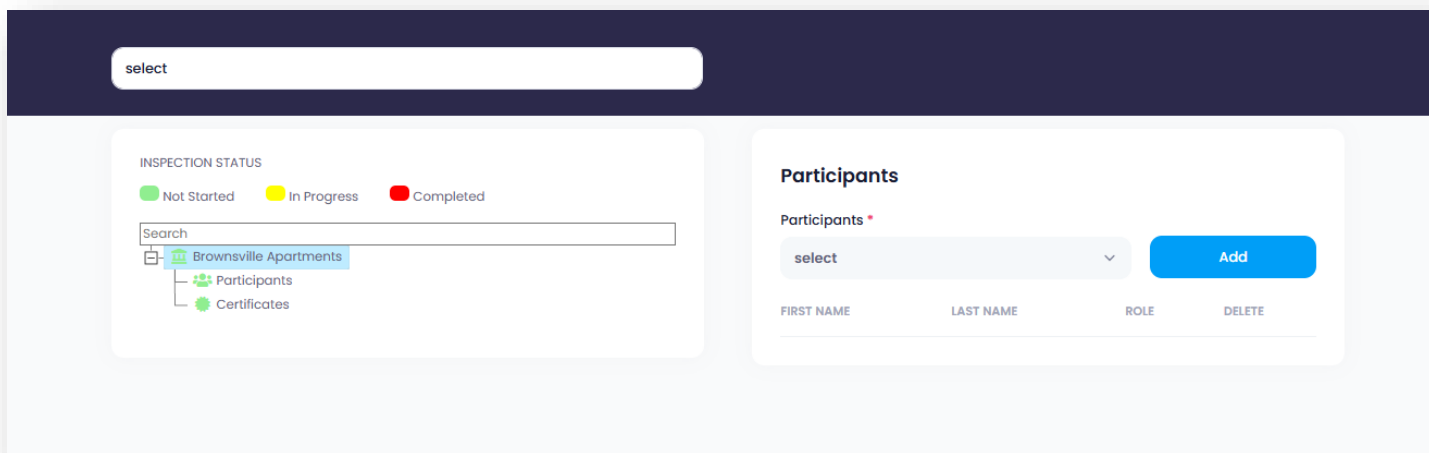 select
INSPECTION STATUS
Not Started In Progress Completed
Search
Brownsville Apartments
Participants
Certificates
Participants
Participants *
select
Add
FIRST NAME LAST NAME ROLE DELETE